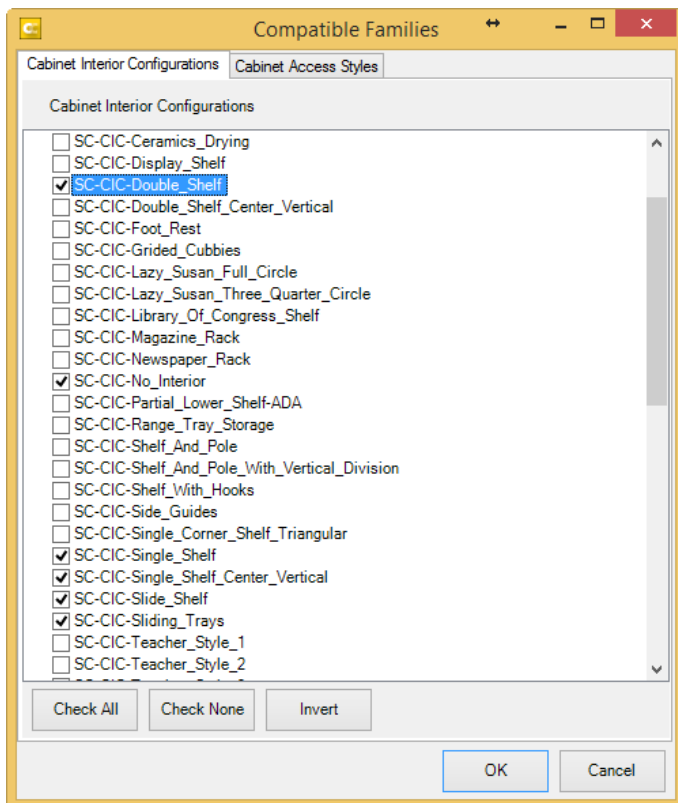 Compatible Families
Cabinet Interior Configurations Cabinet Access Styles
Cabinet Interior Configurations
SC-CIC-Ceramics_Drying
SC-CIC-Display_Shelf
SC-CIC-Double_Shelf
SC-CIC-Double_Shelf_Center_Vertical
SC-CIC-Foot_Rest
SC-CIC-Grided_Cubbies
SC-CIC-Lazy_Susan_Full_Circle
SC-CIC-Lazy_Susan_Three_Quarter_Circle
SC-CIC-Library_Of_Congress_Shelf
SC-CIC-Magazine_Rack
SC-CIC-Newspaper_Rack
SC-CIC-No_Interior
SC-CIC-Partial_Lower_Shelf-ADA
SC-CIC-Range_Tray_Storage
SC-CIC-Shelf_And_Pole
SC-CIC-Shelf_And_Pole_With_Vertical_Division
SC-CIC-Shelf_With_Hooks
SC-CIC-Side_Guides
SC-CIC-Single_Corner_Shelf_Triangular
SC-CIC-Single_Shelf
SC-CIC-Single_Shelf_Center_Vertical
SC-CIC-Slide_Shelf
SC-CIC-Sliding_Trays
SC-CIC-Teacher_Style_1
SC-CIC-Teacher_Style_2
Check All Check None Invert
OK Cancel